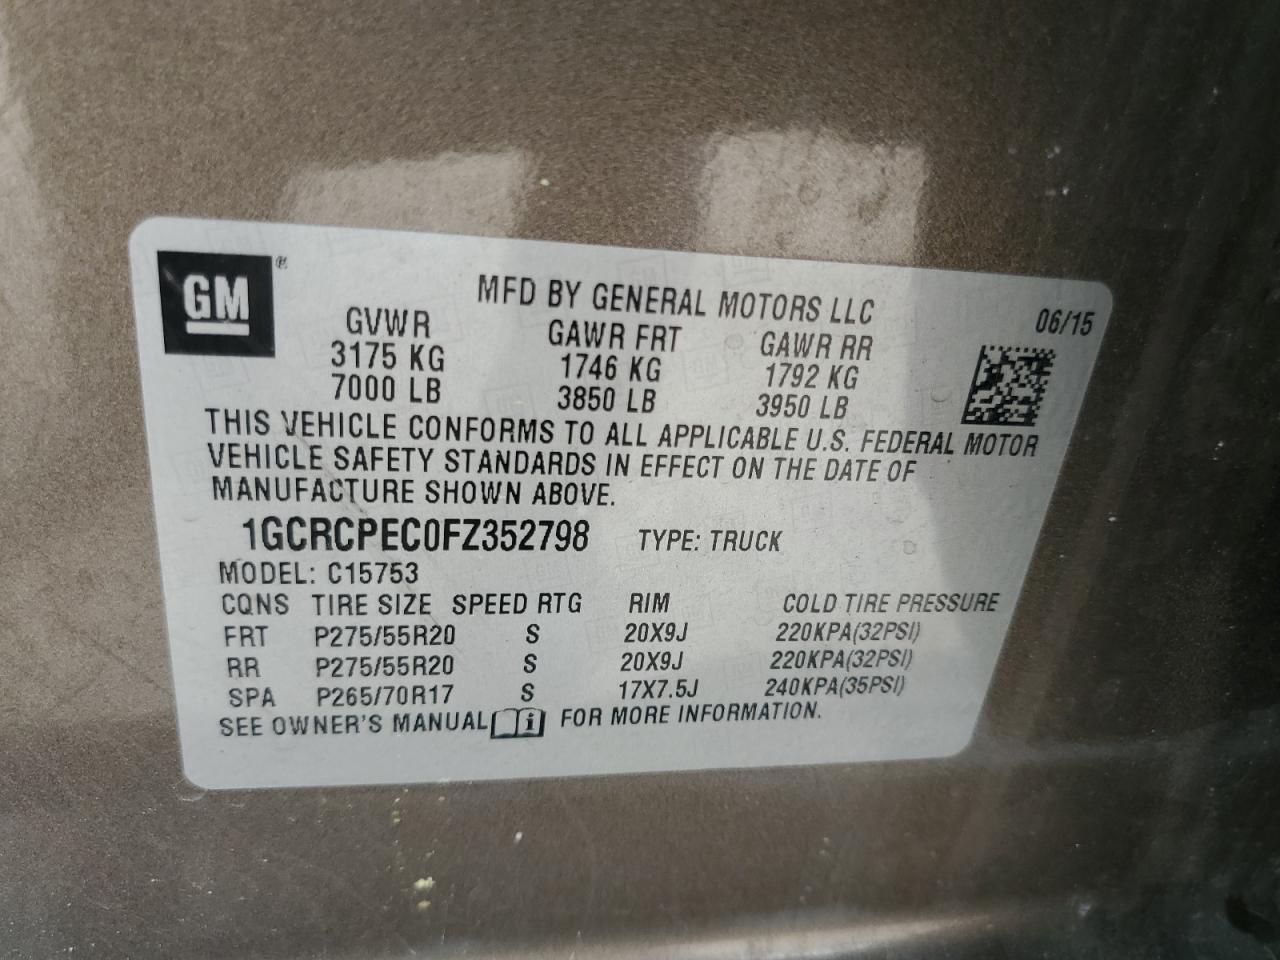 GM®
MFD BY GENERAL MOTORS LLC
06/15
GVWR GAWR FRT GAWR RR
3175 KG 1746 KG 1792 KG
7000 LB 3850 LB 3950 LB
THIS VEHICLE CONFORMS TO ALL APPLICABLE U.S. FEDERAL MOTOR
VEHICLE SAFETY STANDARDS IN EFFECT ON THE DATE OF
MANUFACTURE SHOWN ABOVE.
1GCRCPEC0FZ352798 TYPE: TRUCK
MODEL: C15753
CQNS TIRE SIZE SPEED RTG RIM COLD TIRE PRESSURE
FRT P275/55R20 S 20X9J 220KPA(32PSI)
RR P275/55R20 S 20X9J 220KPA(32PSI)
SPA P265/70R17 S 17X7.5J 240KPA(35PSI)
SEE OWNER'S MANUAL i FOR MORE INFORMATION.